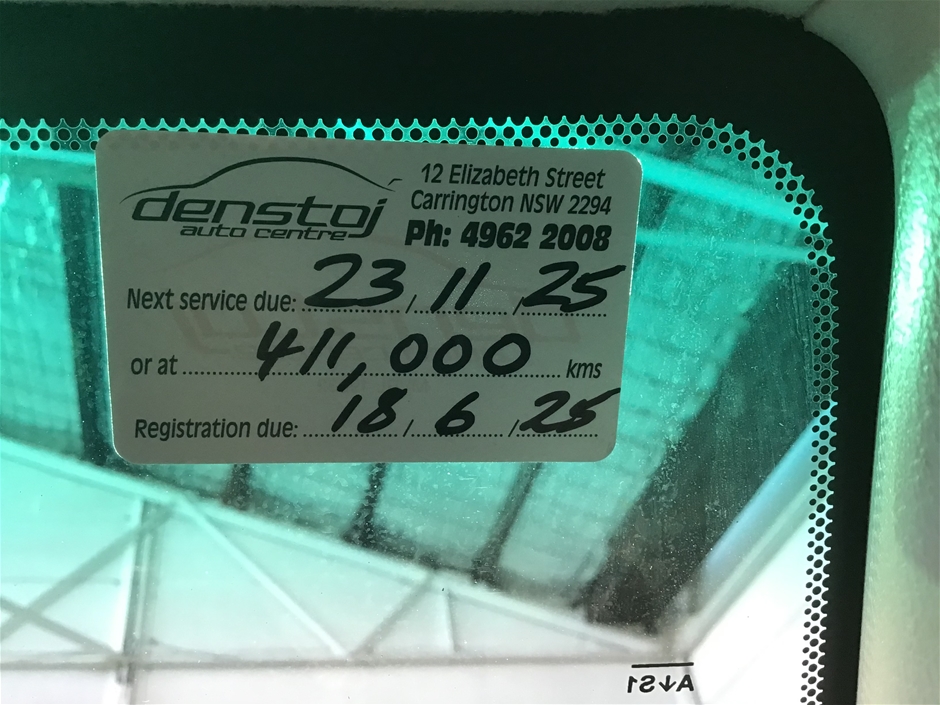 denstoj
auto centre
12 Elizabeth Street
Carrington NSW 2294
Ph: 4962 2008
Next service due: 23 / 11 / 25
or at 411,000 kms
Registration due: 18 / 6 / 25
A↓S1